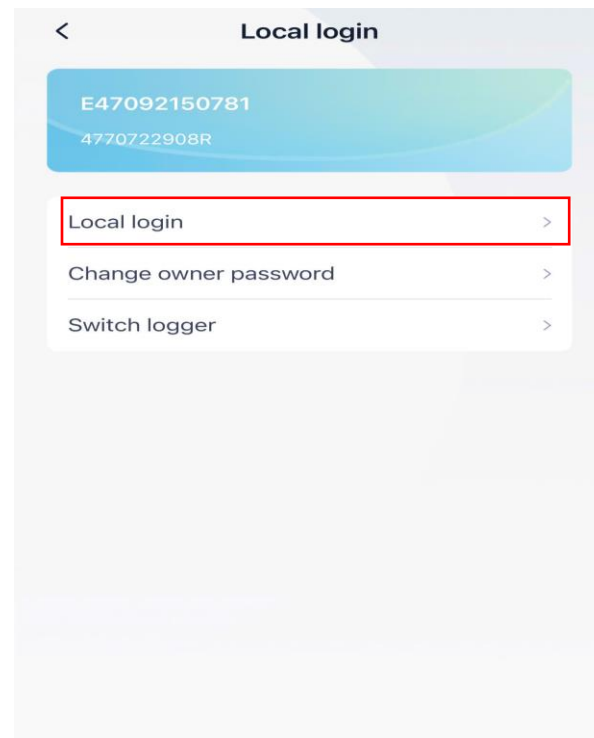 Local login
E47092150781
4770722908R
Local login
Change owner password
Switch logger